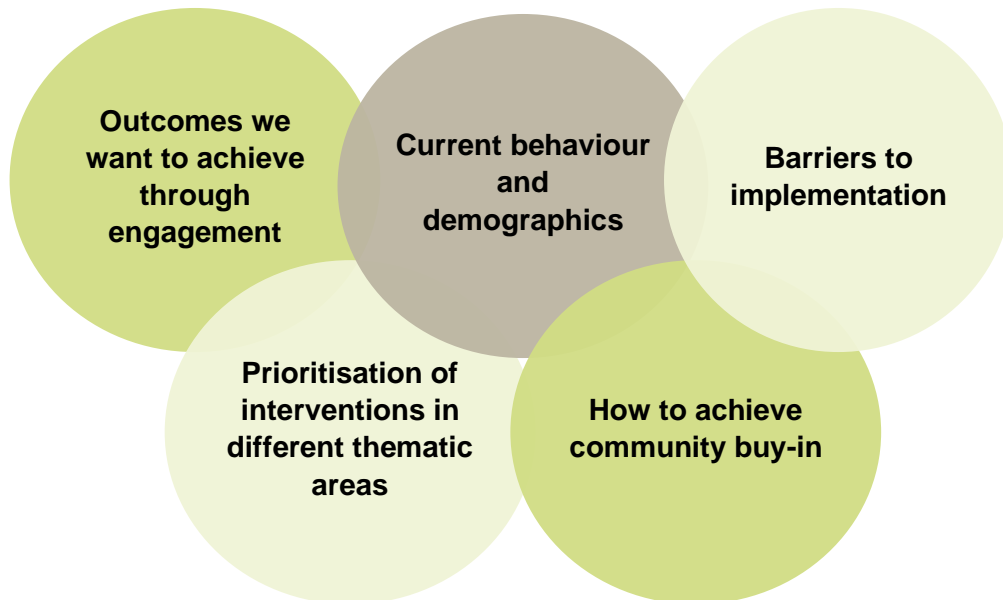 Outcomes we
want to achieve
through
engagement
Current behaviour
and
demographics
Barriers to
implementation
Prioritisation of
interventions in
different thematic
areas
How to achieve
community buy-in